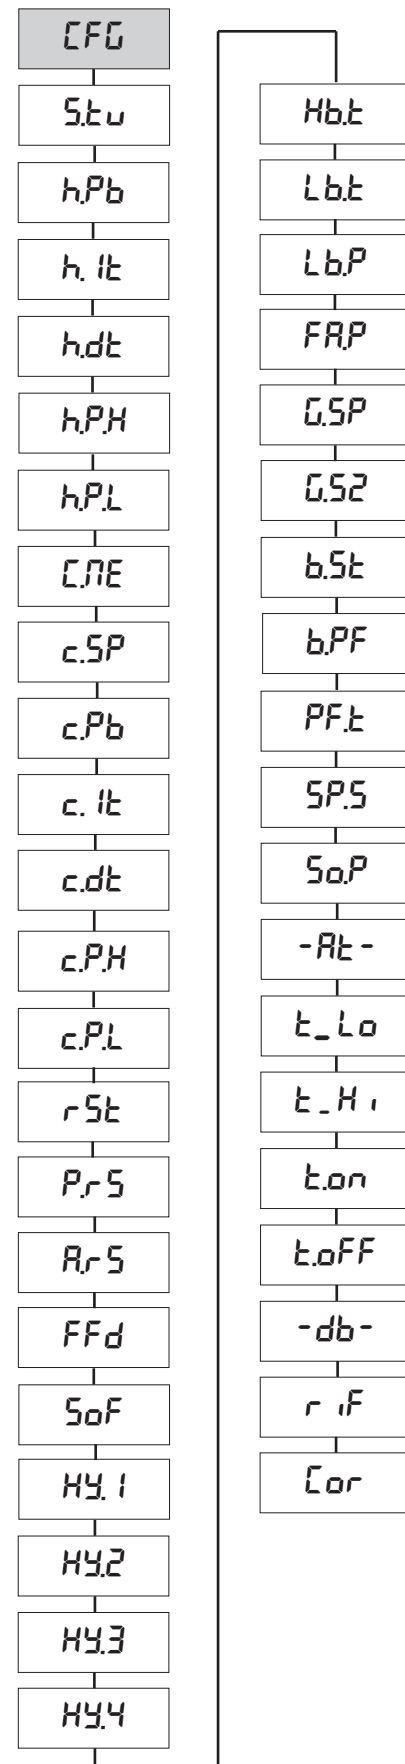 CFG
S.tu
h.Pb
h.It
h.dt
h.P.H
h.P.L
C.ME
c.SP
c.Pb
c.It
c.dt
c.P.H
c.P.L
rSt
P.rS
A.rS
FFd
SoF
HY.1
HY.2
HY.3
HY.4
Hb.t
Lb.t
Lb.P
FA.P
G.SP
G.S2
b.St
b.PF
PF.t
SP.S
So.P
-At-
t_Lo
t_Hi
t.on
t.oFF
-db-
riF
Cor